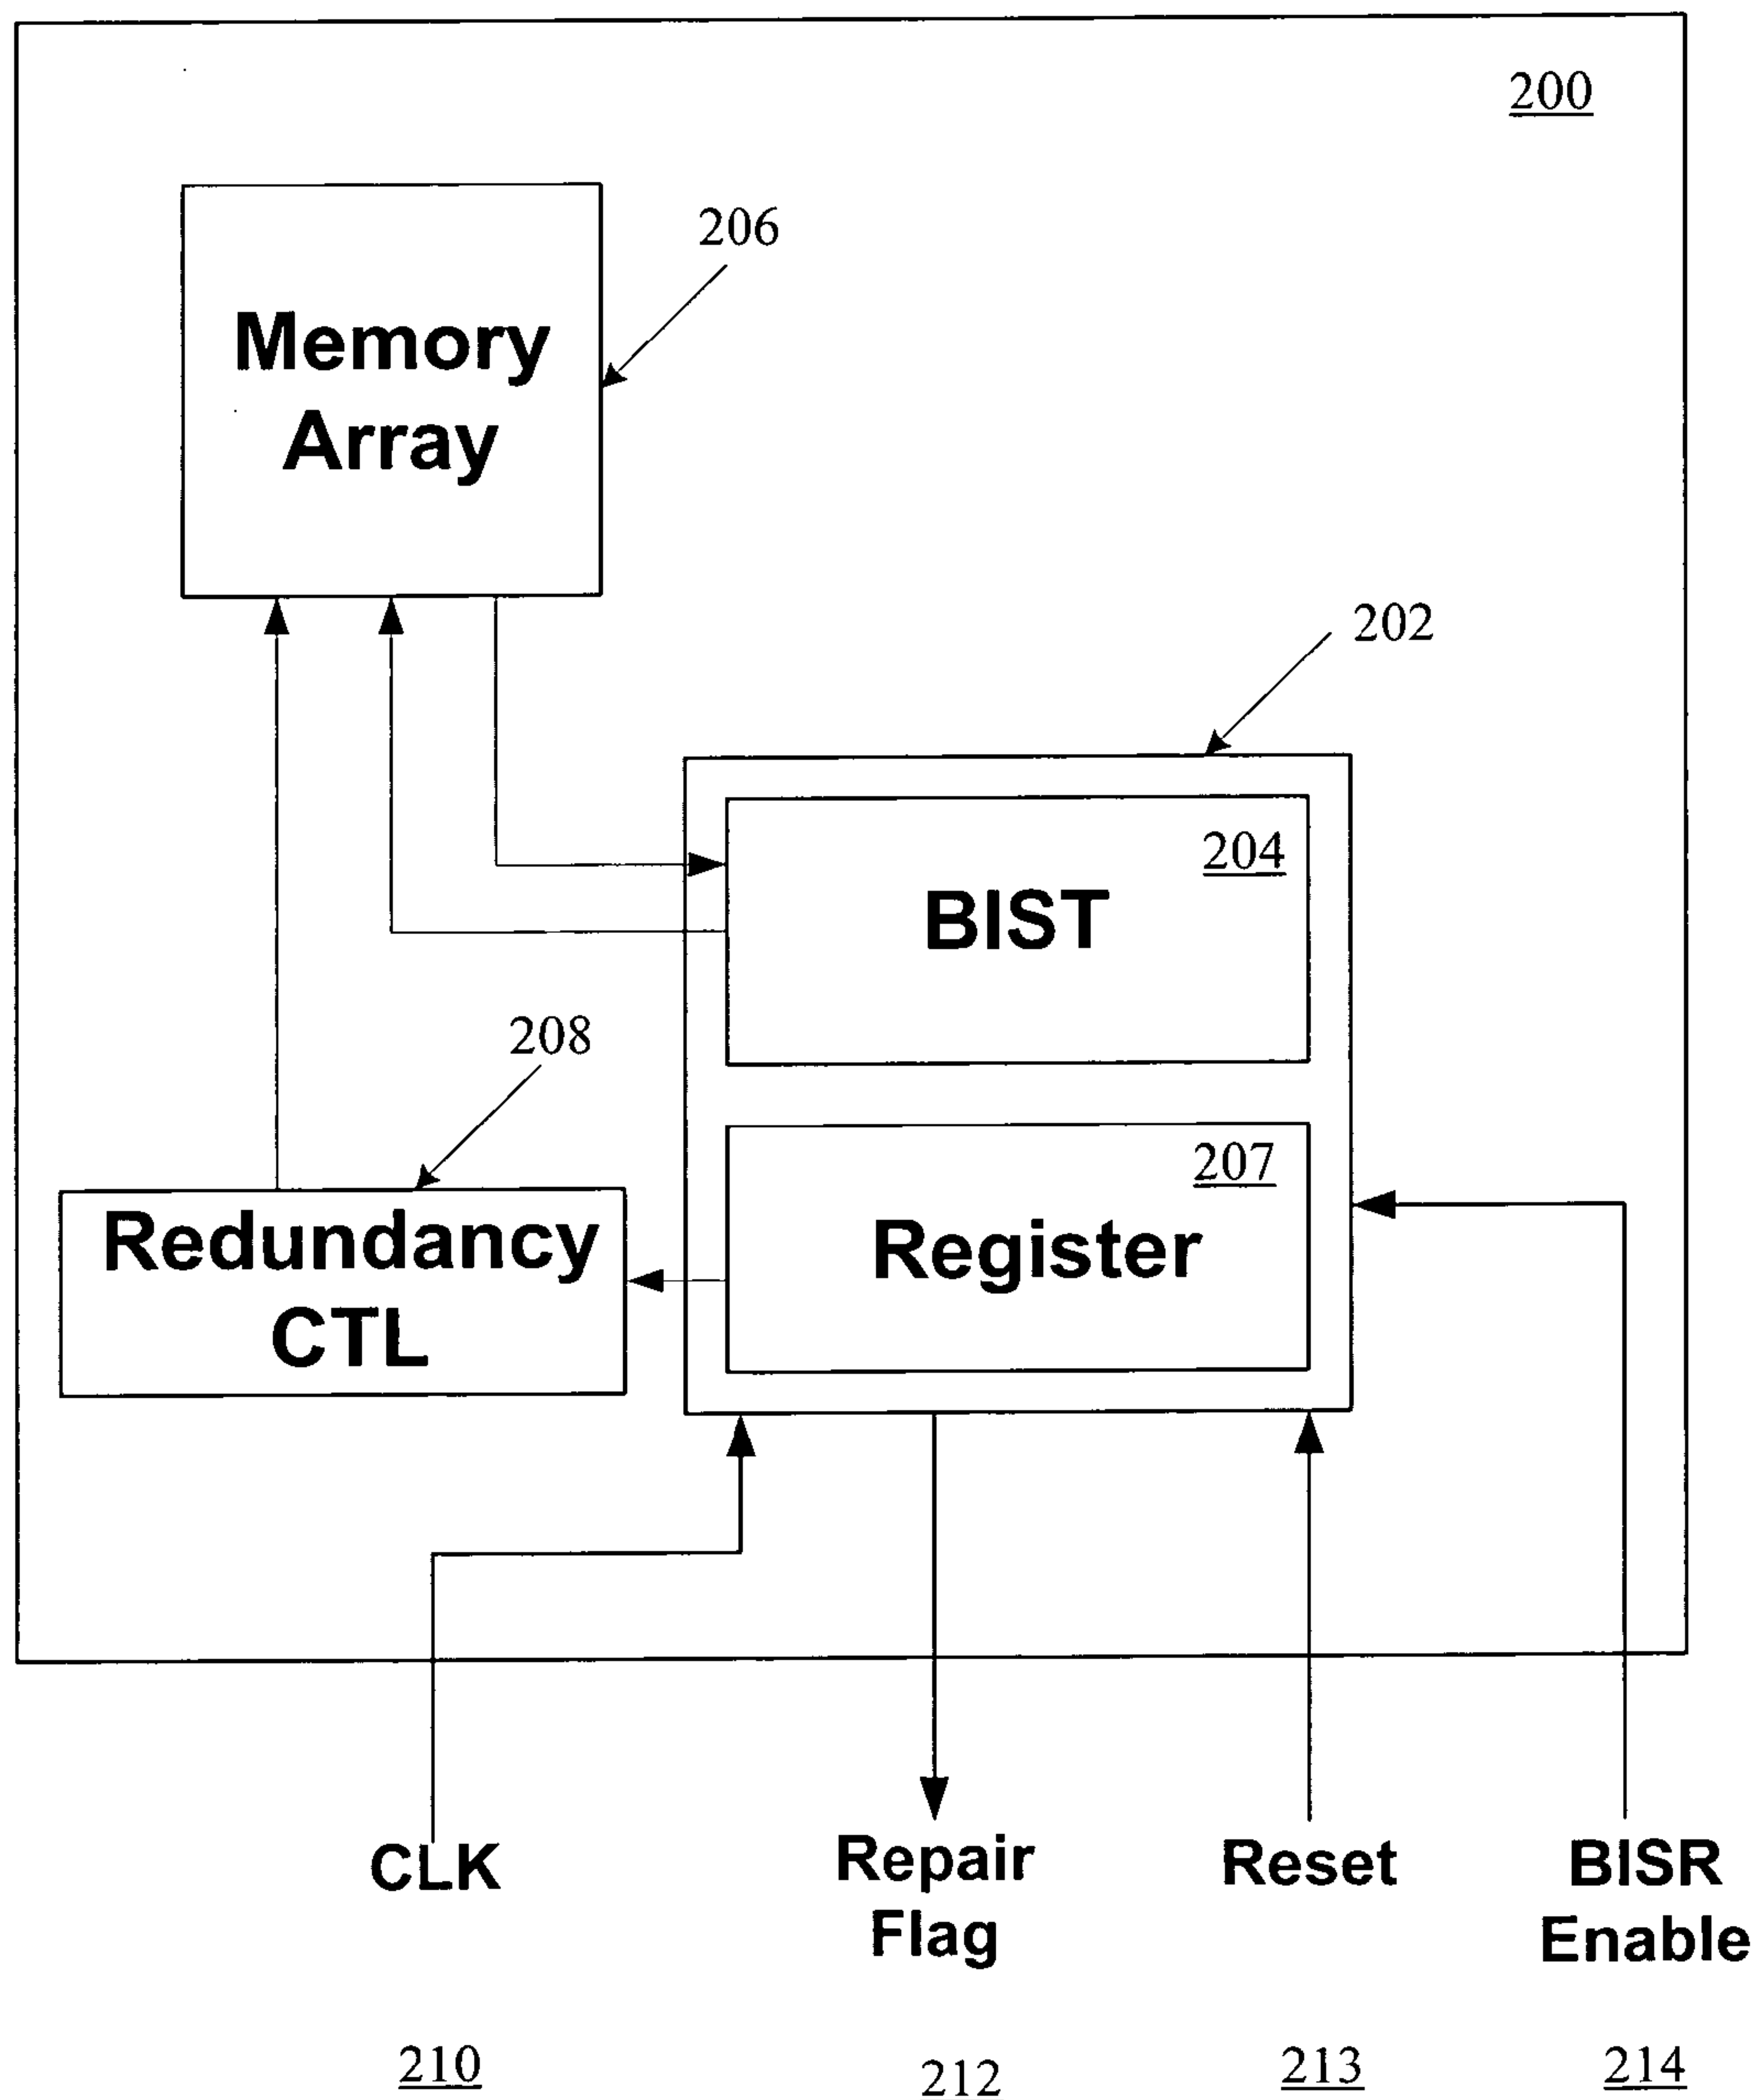 200
206
Memory
Array
202
204
BIST
208
207
Register
Redundancy
CTL
CLK
Repair
Flag
Reset
BISR
Enable
210
212
213
214